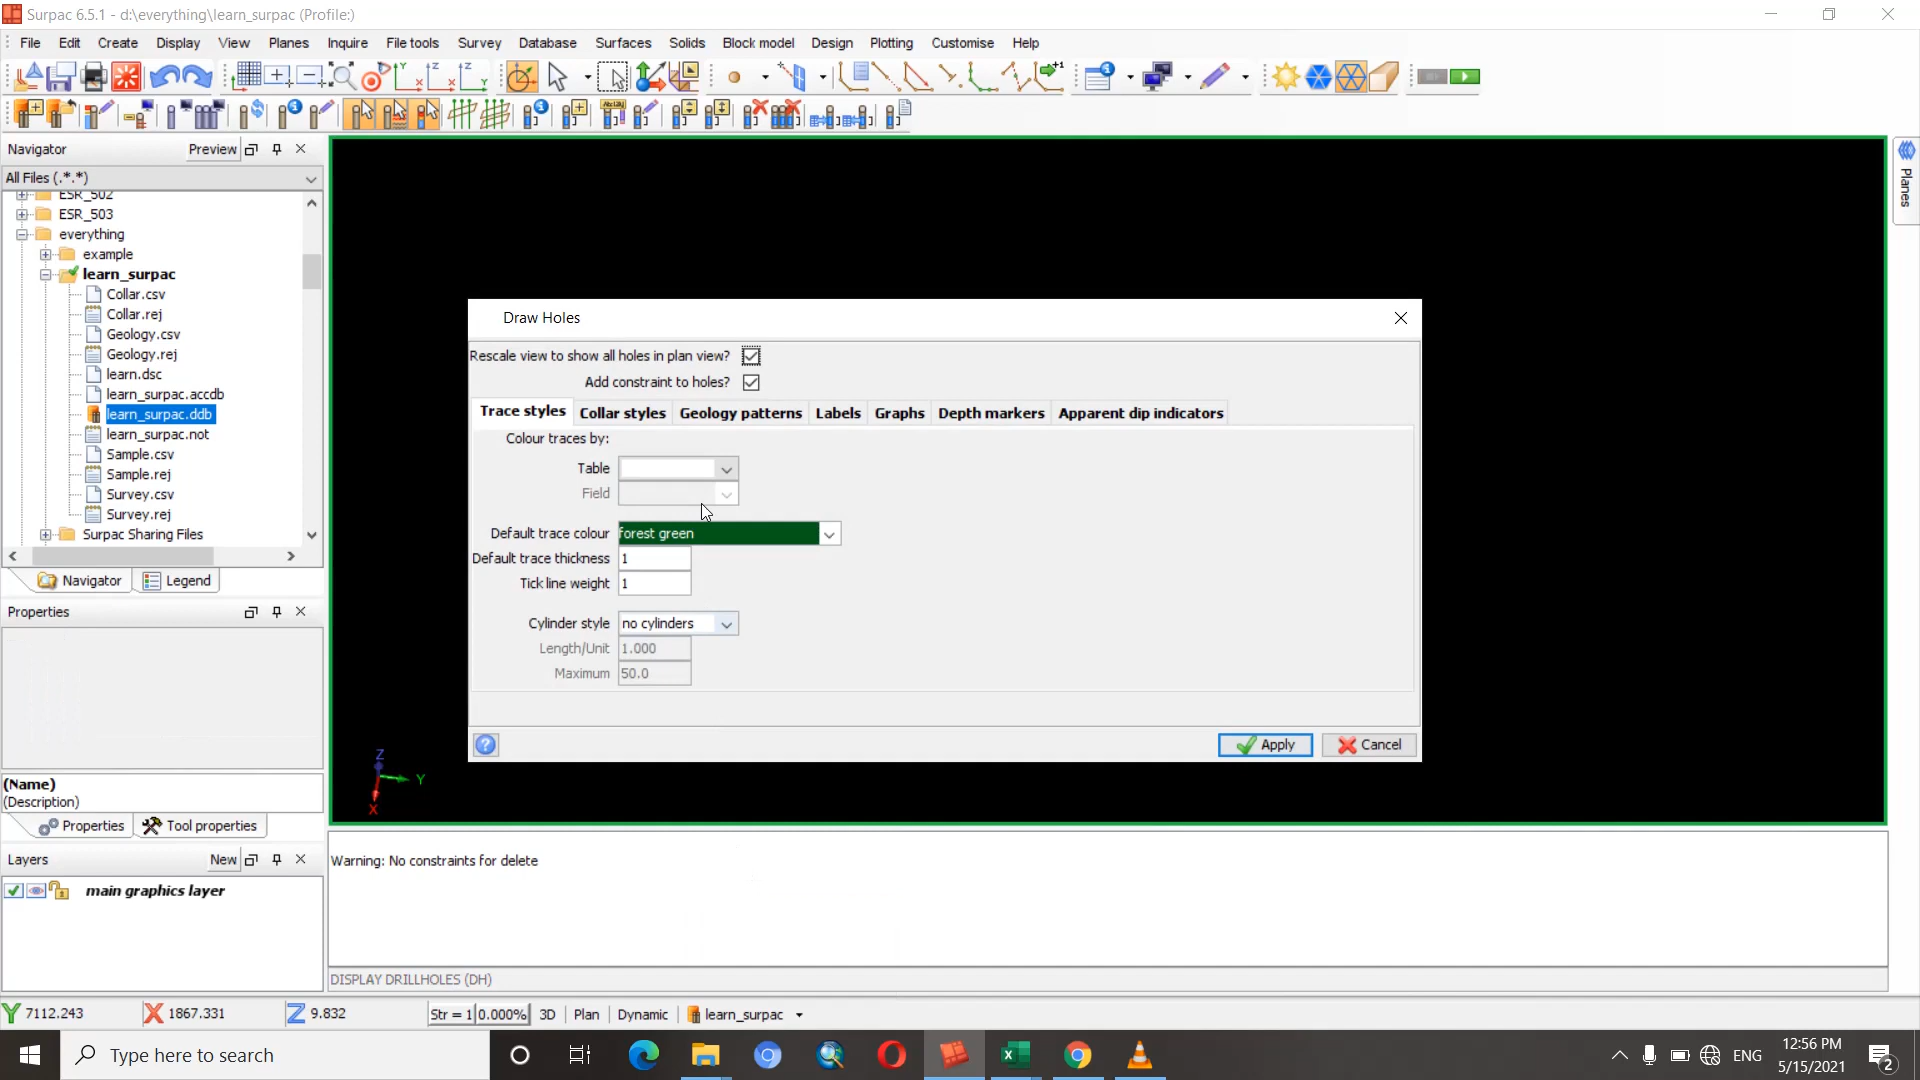 Surpac 6.5.1 - d:\everything\learn_surpac (Profile:)
File Edit Create Display View Planes Inquire File tools Survey Database Surfaces Solids Block model Design Plotting Customise Help
Navigator Preview
All Files (.*.*)
ESR_502
ESR_503
everything
example
learn_surpac
Collar.csv
Collar.rej
Geology.csv
Geology.rej
learn.dsc
learn_surpac.accdb
learn_surpac.ddb
learn_surpac.not
Sample.csv
Sample.rej
Survey.csv
Survey.rej
Surpac Sharing Files
Navigator Legend
Properties
(Name)
(Description)
Properties Tool properties
Layers New
main graphics layer
Planes
Draw Holes
Rescale view to show all holes in plan view?
Add constraint to holes?
Trace styles Collar styles Geology patterns Labels Graphs Depth markers Apparent dip indicators
Colour traces by:
Table
Field
Default trace colour forest green
Default trace thickness 1
Tick line weight 1
Cylinder style no cylinders
Length/Unit 1.000
Maximum 50.0
Apply Cancel
Z
Y
X
Warning: No constraints for delete
DISPLAY DRILLHOLES (DH)
Y 7112.243 X 1867.331 Z 9.832 Str = 1 0.000% 3D Plan Dynamic learn_surpac
Type here to search
ENG
12:56 PM
5/15/2021
2